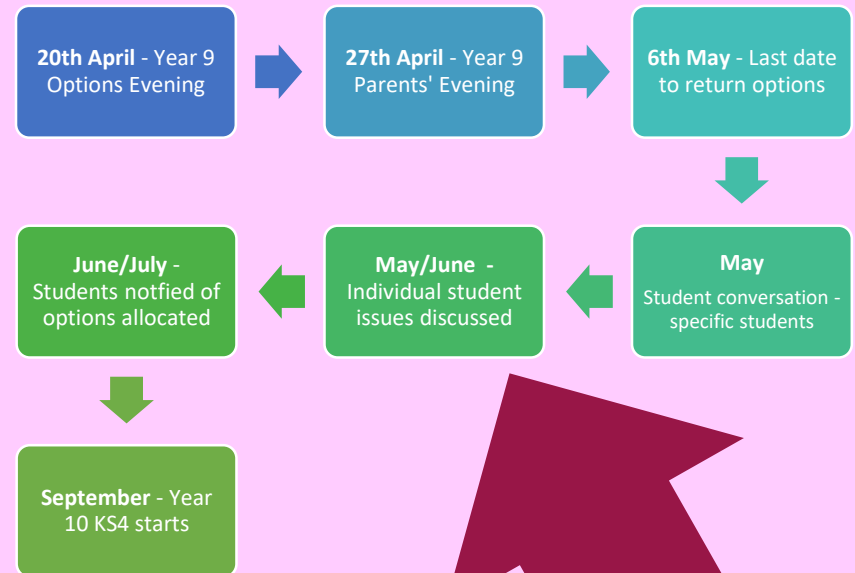 20th April - Year 9
Options Evening
27th April - Year 9
Parents' Evening
6th May - Last date
to return options
May
Student conversation -
specific students
May/June -
Individual student
issues discussed
June/July -
Students notfied of
options allocated
September - Year
10 KS4 starts